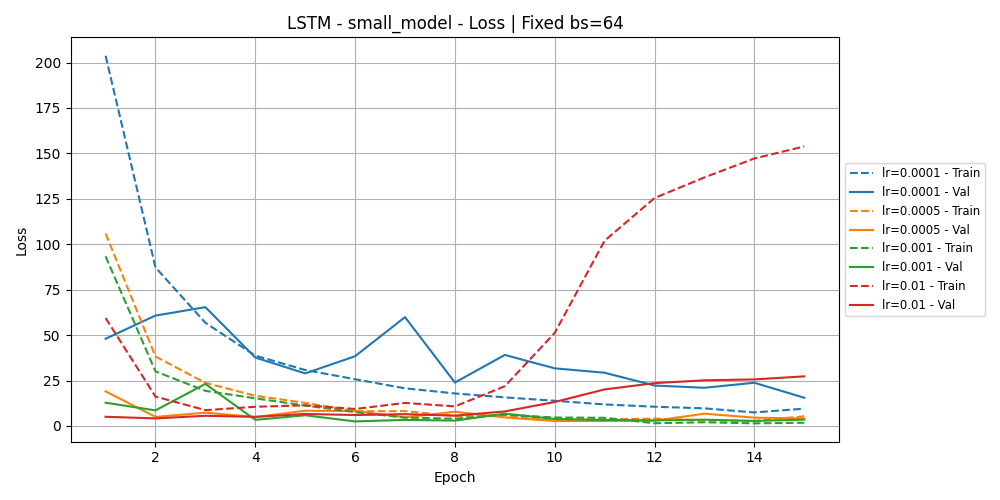 LSTM - small_model - Loss | Fixed bs=64
Loss
200
175
150
125
100
75
50
25
0
2
4
6
8
10
12
14
Epoch
lr=0.0001 - Train
lr=0.0001 - Val
lr=0.0005 - Train
lr=0.0005 - Val
lr=0.001 - Train
lr=0.001 - Val
lr=0.01 - Train
lr=0.01 - Val